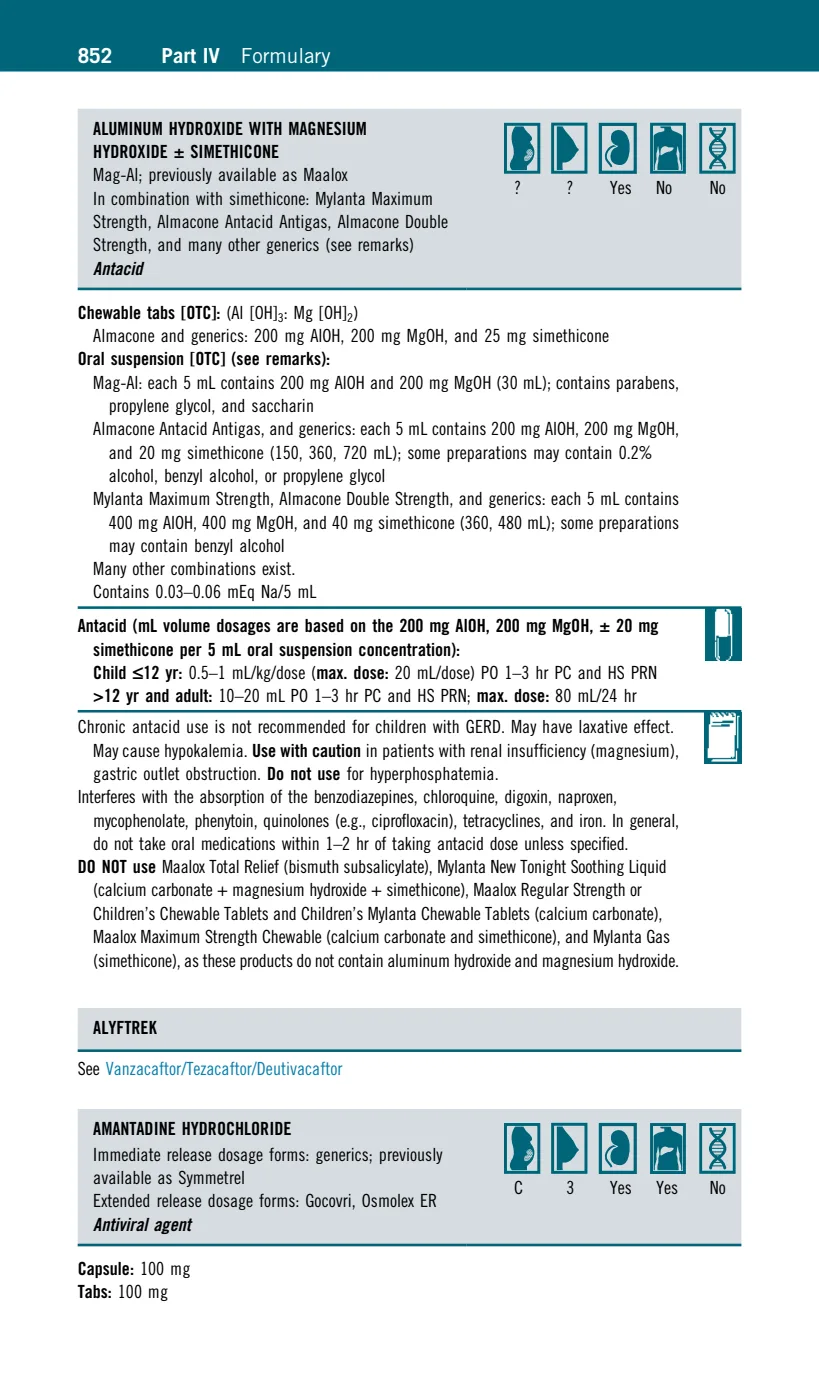 852 Part IV Formulary
ALUMINUM HYDROXIDE WITH MAGNESIUM
HYDROXIDE ± SIMETHICONE
Mag-Al; previously available as Maalox
In combination with simethicone: Mylanta Maximum
Strength, Almacone Antacid Antigas, Almacone Double
Strength, and many other generics (see remarks)
Antacid
? ? Yes No No
Chewable tabs [OTC]: (Al [OH]₃: Mg [OH]₂)
Almacone and generics: 200 mg AlOH, 200 mg MgOH, and 25 mg simethicone
Oral suspension [OTC] (see remarks):
Mag-Al: each 5 mL contains 200 mg AlOH and 200 mg MgOH (30 mL); contains parabens,
propylene glycol, and saccharin
Almacone Antacid Antigas, and generics: each 5 mL contains 200 mg AlOH, 200 mg MgOH,
and 20 mg simethicone (150, 360, 720 mL); some preparations may contain 0.2%
alcohol, benzyl alcohol, or propylene glycol
Mylanta Maximum Strength, Almacone Double Strength, and generics: each 5 mL contains
400 mg AlOH, 400 mg MgOH, and 40 mg simethicone (360, 480 mL); some preparations
may contain benzyl alcohol
Many other combinations exist.
Contains 0.03–0.06 mEq Na/5 mL
Antacid (mL volume dosages are based on the 200 mg AlOH, 200 mg MgOH, ± 20 mg
simethicone per 5 mL oral suspension concentration):
Child ≤12 yr: 0.5–1 mL/kg/dose (max. dose: 20 mL/dose) PO 1–3 hr PC and HS PRN
>12 yr and adult: 10–20 mL PO 1–3 hr PC and HS PRN; max. dose: 80 mL/24 hr
Chronic antacid use is not recommended for children with GERD. May have laxative effect.
May cause hypokalemia. Use with caution in patients with renal insufficiency (magnesium),
gastric outlet obstruction. Do not use for hyperphosphatemia.
Interferes with the absorption of the benzodiazepines, chloroquine, digoxin, naproxen,
mycophenolate, phenytoin, quinolones (e.g., ciprofloxacin), tetracyclines, and iron. In general,
do not take oral medications within 1–2 hr of taking antacid dose unless specified.
DO NOT use Maalox Total Relief (bismuth subsalicylate), Mylanta New Tonight Soothing Liquid
(calcium carbonate + magnesium hydroxide + simethicone), Maalox Regular Strength or
Children's Chewable Tablets and Children's Mylanta Chewable Tablets (calcium carbonate),
Maalox Maximum Strength Chewable (calcium carbonate and simethicone), and Mylanta Gas
(simethicone), as these products do not contain aluminum hydroxide and magnesium hydroxide.
ALYFTREK
See Vanzacaftor/Tezacaftor/Deutivacaftor
AMANTADINE HYDROCHLORIDE
Immediate release dosage forms: generics; previously
available as Symmetrel
Extended release dosage forms: Gocovri, Osmolex ER
Antiviral agent
C 3 Yes Yes No
Capsule: 100 mg
Tabs: 100 mg